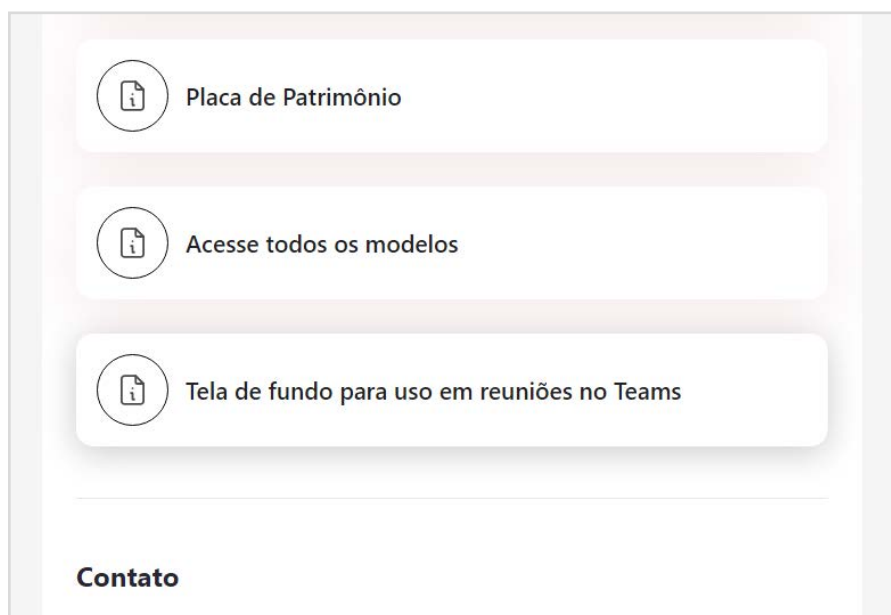 Placa de Patrimônio
Acesse todos os modelos
Tela de fundo para uso em reuniões no Teams
Contato